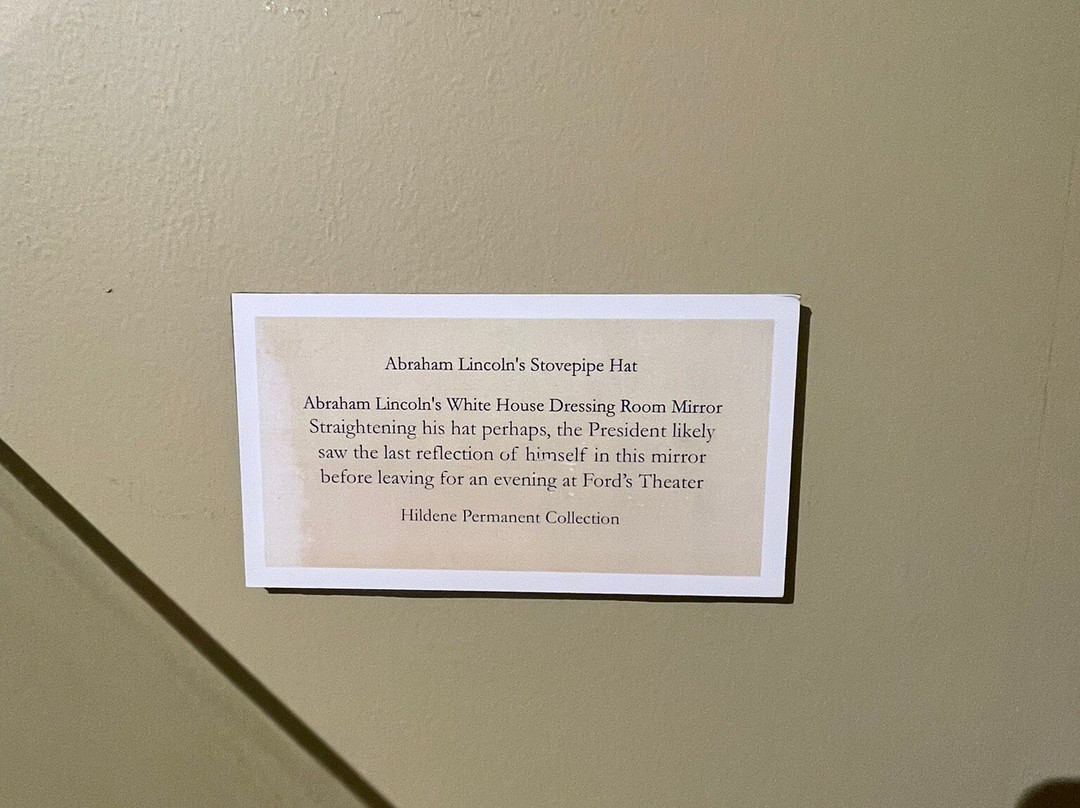 Abraham Lincoln's Stovepipe Hat
Abraham Lincoln's White House Dressing Room Mirror
Straightening his hat perhaps, the President likely
saw the last reflection of himself in this mirror
before leaving for an evening at Ford’s Theater
Hildene Permanent Collection